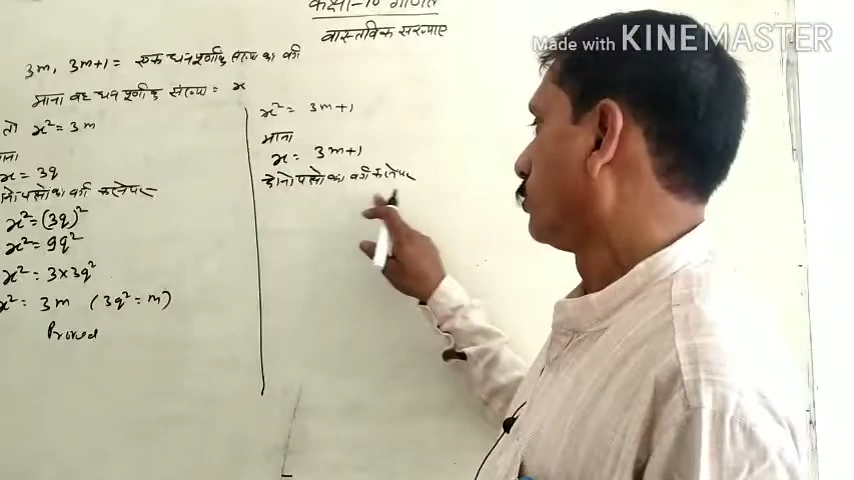 कक्षा-10 गणित
वास्तविक संख्याए
Made with KINEMASTER
3m, 3m+1 = एक धनपूर्णांक संख्या का वर्ग
माना वह धन पूर्णांक संख्या = x
तो x² = 3m
माना
x = 3q
दोनो पक्षो का वर्ग करनेपर
x² = (3q)²
x² = 9q²
x² = 3×3q²
x² = 3m (3q² = m)
Proved
x² = 3m+1
माना
x = 3m+1
दोनो पक्षो का वर्ग करनेपर